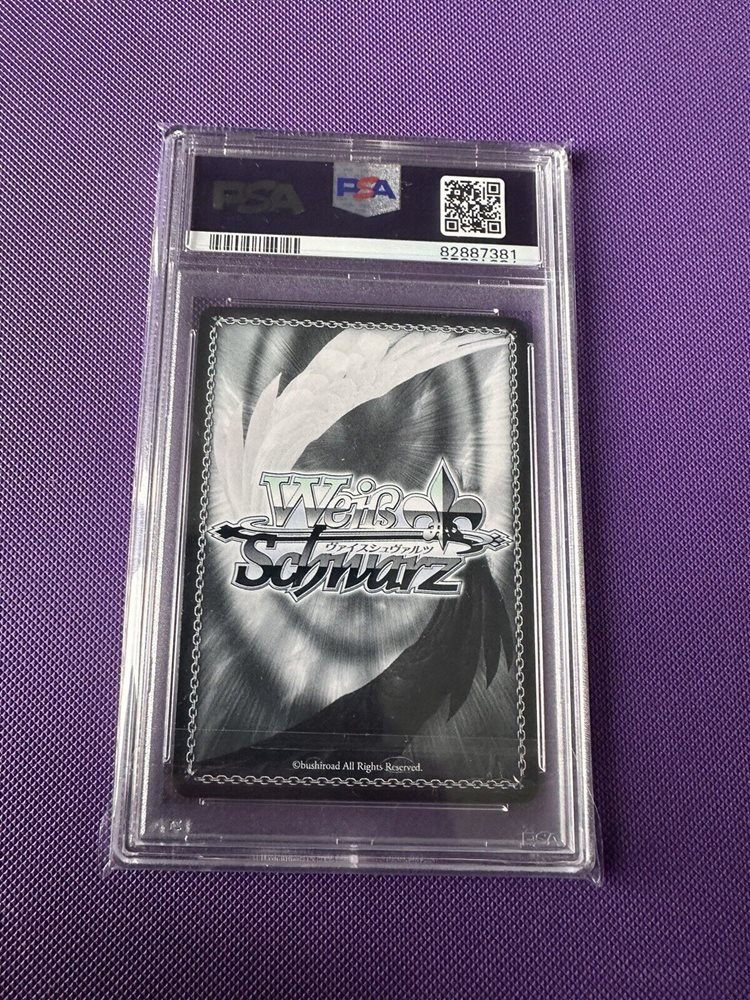 PSA
PSA
82887381
Weiß
ヴァイスシュヴァルツ
Schwarz
©bushiroad All Rights Reserved.
PSA